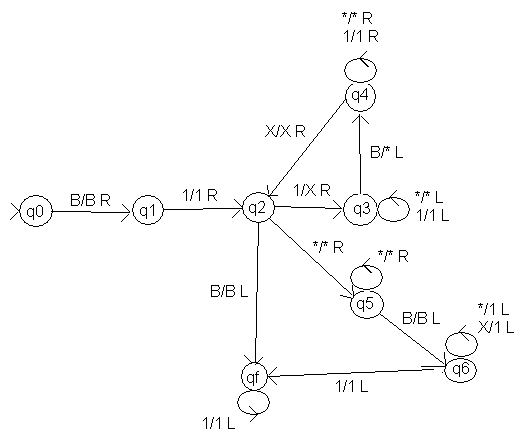 */* R
1/1 R
q4
X/X R
B/* L
B/B R
1/1 R
1/X R
*/* L
1/1 L
q0
q1
q2
q3
*/* R
*/* R
B/B L
q5
B/B L
*/1 L
X/1 L
qf
1/1 L
q6
1/1 L